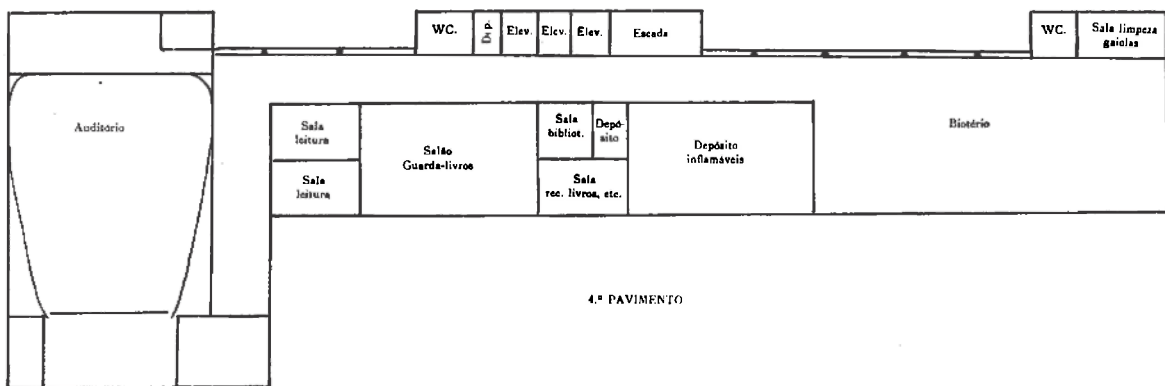 WC.
Dep.
Elev.
Elev.
Elev.
Escada
WC.
Sala limpeza
gaiolas
Auditório
Sala
leitura
Salão
Guarda-livros
Sala
bibliot.
Depó-
sito
Depósito
inflamáveis
Biotério
Sala
leitura
Sala
rec. livros, etc.
4.º PAVIMENTO